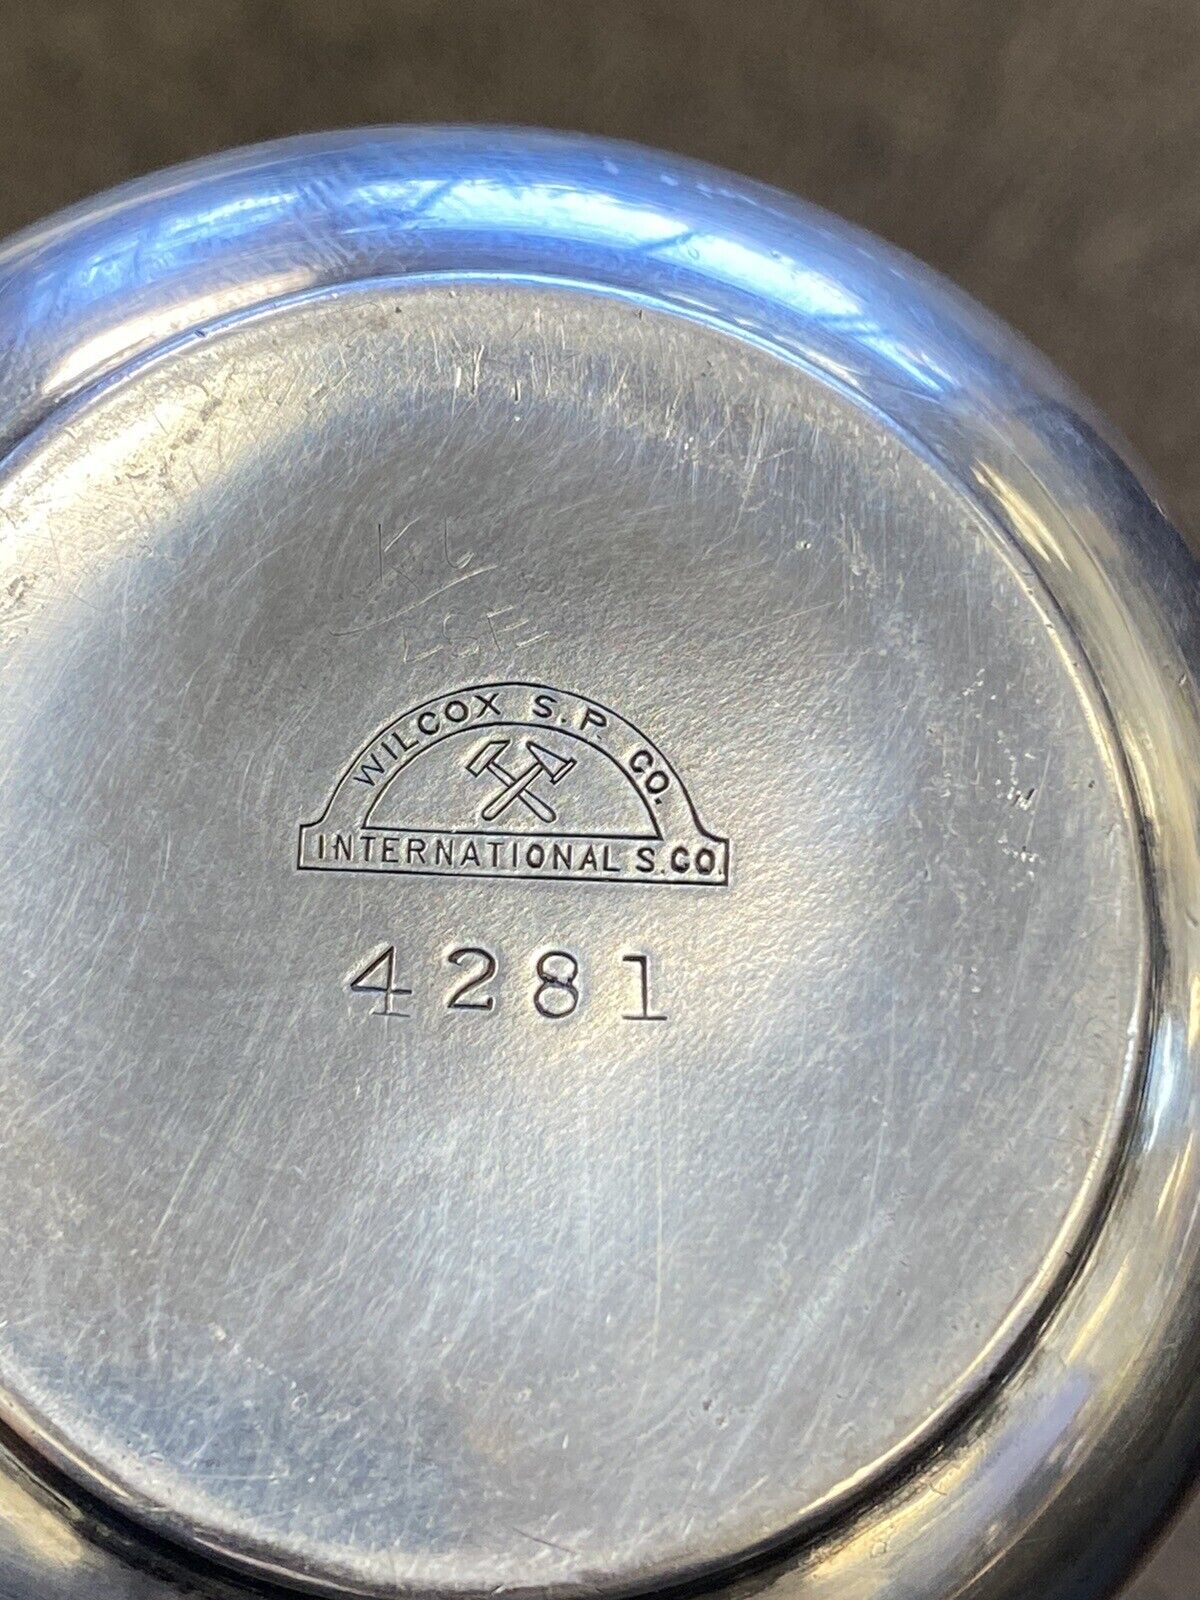 WILCOX S.P. CO.
INTERNATIONAL S.CO.
4281